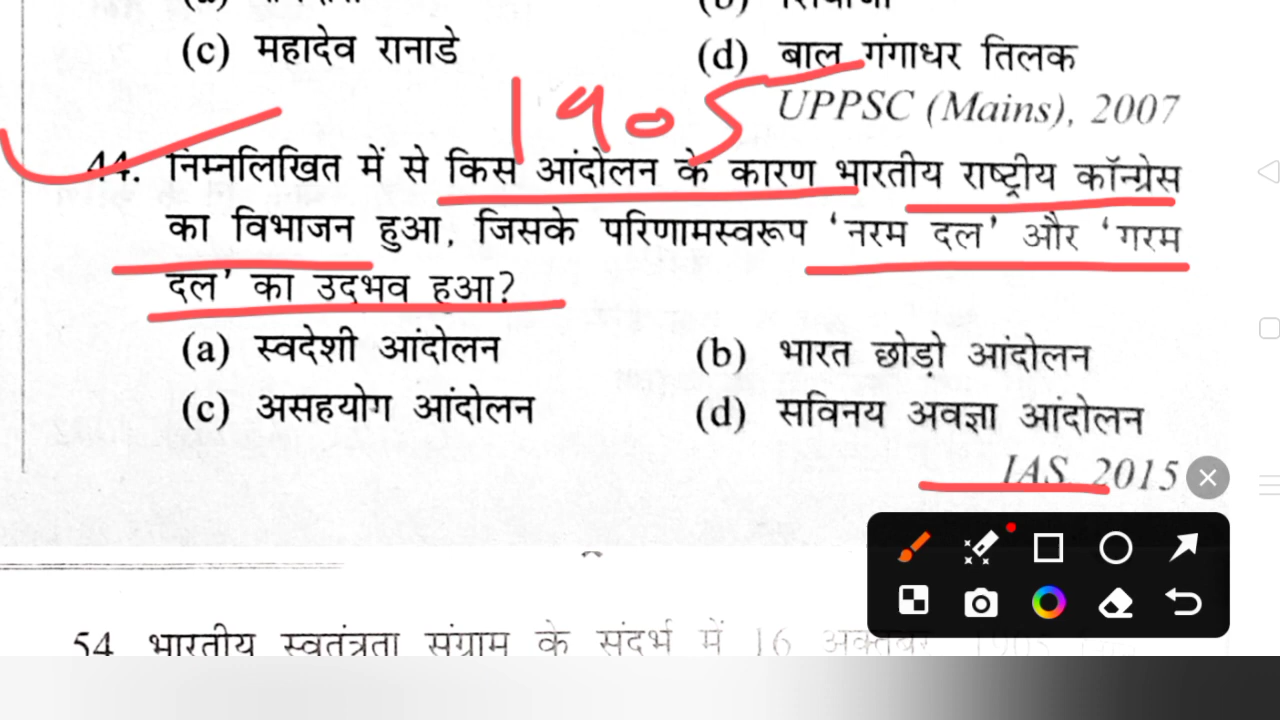 (c) महादेव रानाडे (d) बाल गंगाधर तिलक
1905
UPPSC (Mains), 2007
44. निम्नलिखित में से किस आंदोलन के कारण भारतीय राष्ट्रीय कॉन्ग्रेस
का विभाजन हुआ, जिसके परिणामस्वरूप ‘नरम दल’ और ‘गरम
दल’ का उदभव हुआ?
(a) स्वदेशी आंदोलन (b) भारत छोड़ो आंदोलन
(c) असहयोग आंदोलन (d) सविनय अवज्ञा आंदोलन
IAS, 2015
54 भारतीय स्वतंत्रता संग्राम के संदर्भ में 16 अक्तूबर 1905